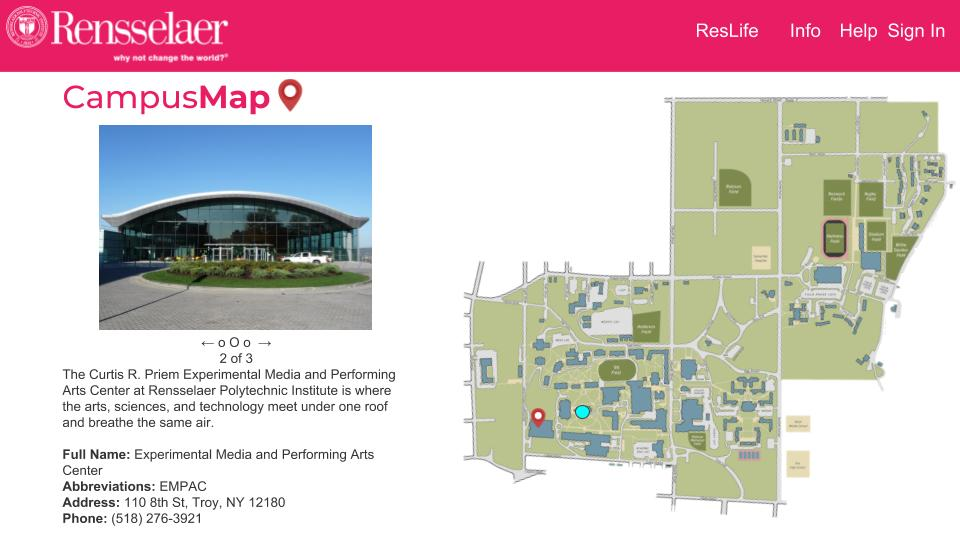 Rensselaer
why not change the world?®
ResLife Info Help Sign In
CampusMap
← o O o →
2 of 3
The Curtis R. Priem Experimental Media and Performing
Arts Center at Rensselaer Polytechnic Institute is where
the arts, sciences, and technology meet under one roof
and breathe the same air.
Full Name: Experimental Media and Performing Arts
Center
Abbreviations: EMPAC
Address: 110 8th St, Troy, NY 12180
Phone: (518) 276-3921